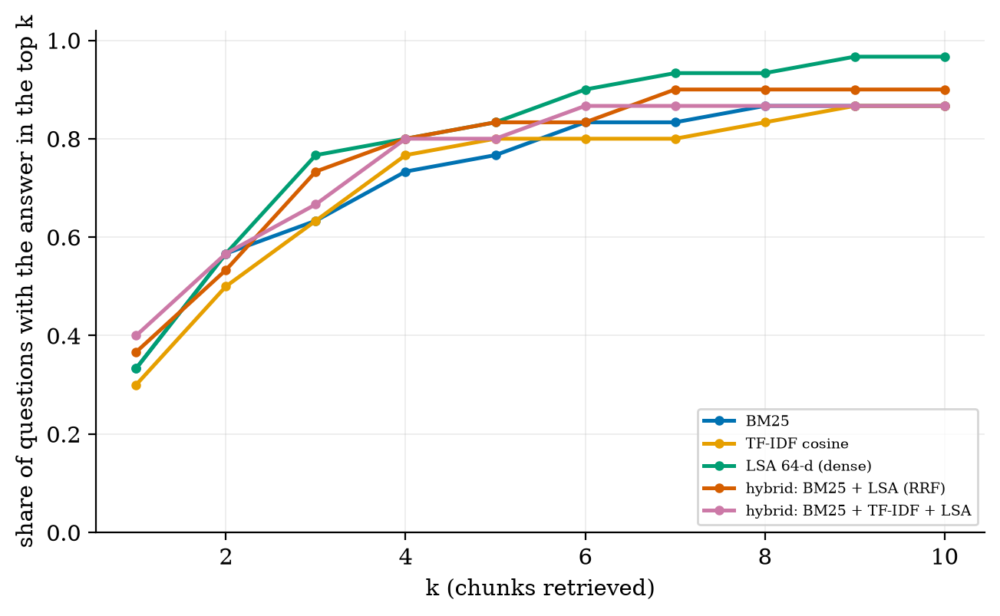 share of questions with the answer in the top k
1.0
0.8
0.6
0.4
0.2
0.0
2 4 6 8 10
k (chunks retrieved)
BM25
TF-IDF cosine
LSA 64-d (dense)
hybrid: BM25 + LSA (RRF)
hybrid: BM25 + TF-IDF + LSA